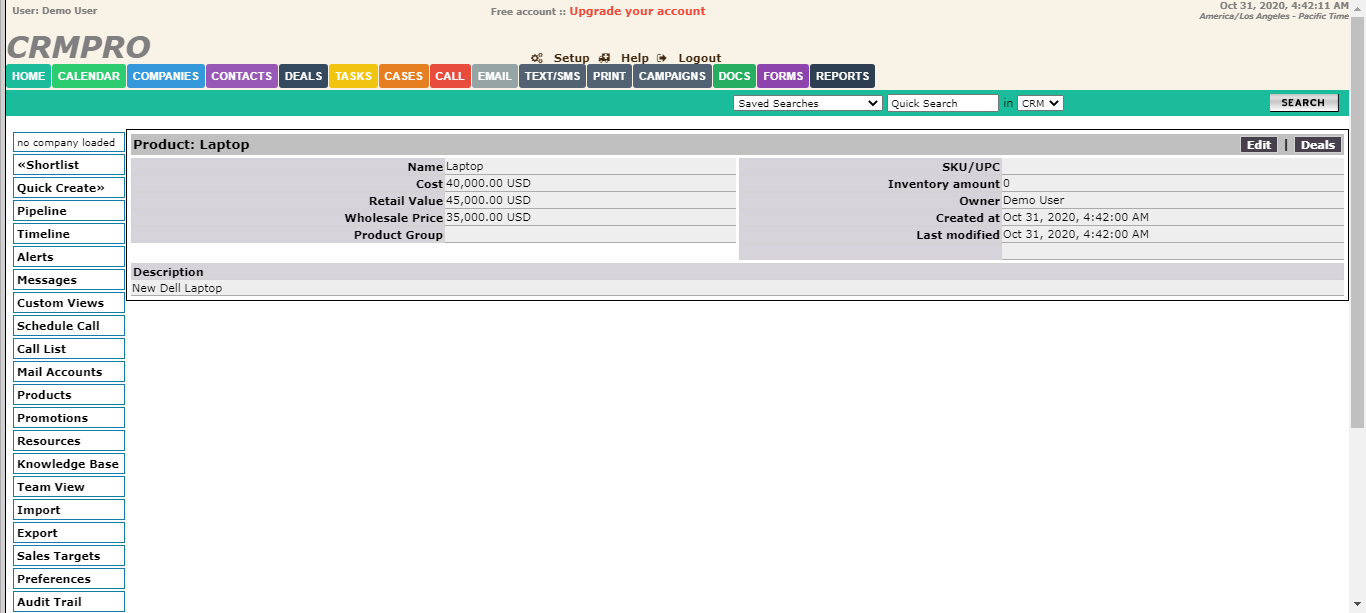 User: Demo User
Free account :: Upgrade your account
Oct 31, 2020, 4:42:11 AM
America/Los Angeles - Pacific Time
CRMPRO
Setup Help Logout
HOME CALENDAR COMPANIES CONTACTS DEALS TASKS CASES CALL EMAIL TEXT/SMS PRINT CAMPAIGNS DOCS FORMS REPORTS
Saved Searches Quick Search in CRM SEARCH
no company loaded
«Shortlist
Quick Create»
Pipeline
Timeline
Alerts
Messages
Custom Views
Schedule Call
Call List
Mail Accounts
Products
Promotions
Resources
Knowledge Base
Team View
Import
Export
Sales Targets
Preferences
Audit Trail
Product: Laptop
Edit | Deals
Name Laptop
Cost 40,000.00 USD
Retail Value 45,000.00 USD
Wholesale Price 35,000.00 USD
Product Group
SKU/UPC
Inventory amount 0
Owner Demo User
Created at Oct 31, 2020, 4:42:00 AM
Last modified Oct 31, 2020, 4:42:00 AM
Description
New Dell Laptop